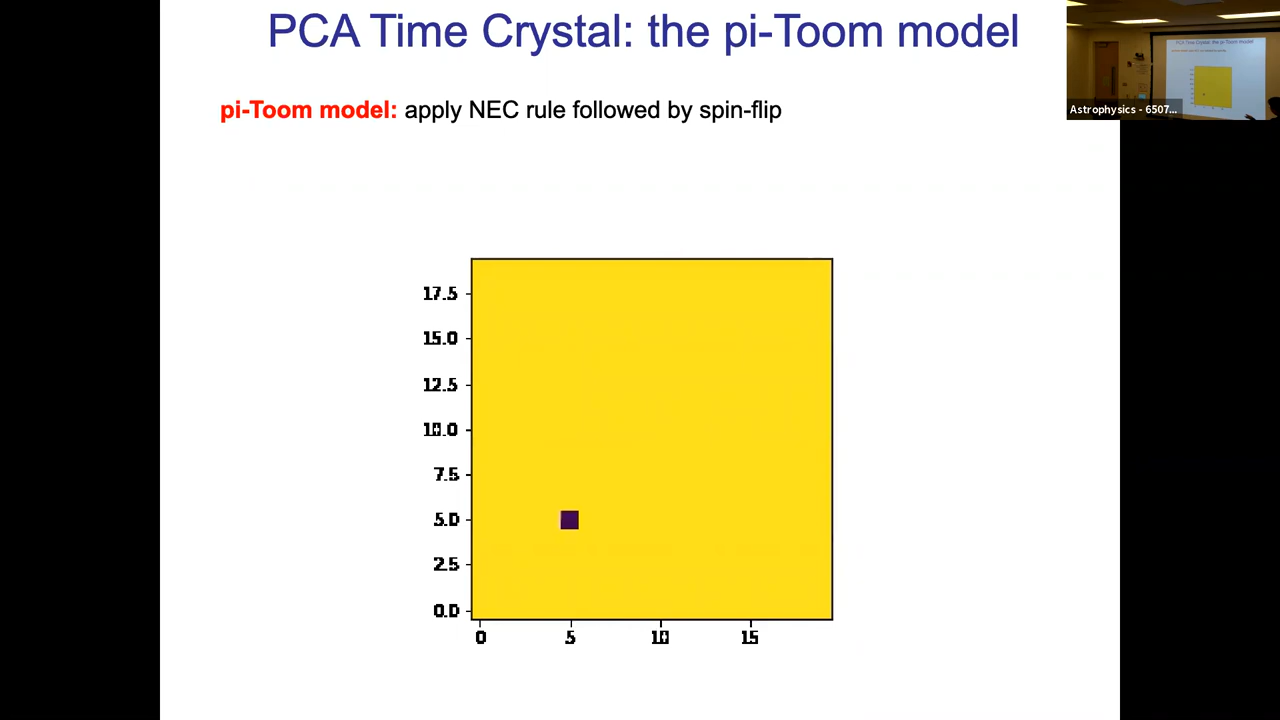 PCA Time Crystal: the pi-Toom model
pi-Toom model: apply NEC rule followed by spin-flip
Astrophysics - 6507...
17.5
15.0
12.5
10.0
7.5
5.0
2.5
0.0
0 5 10 15